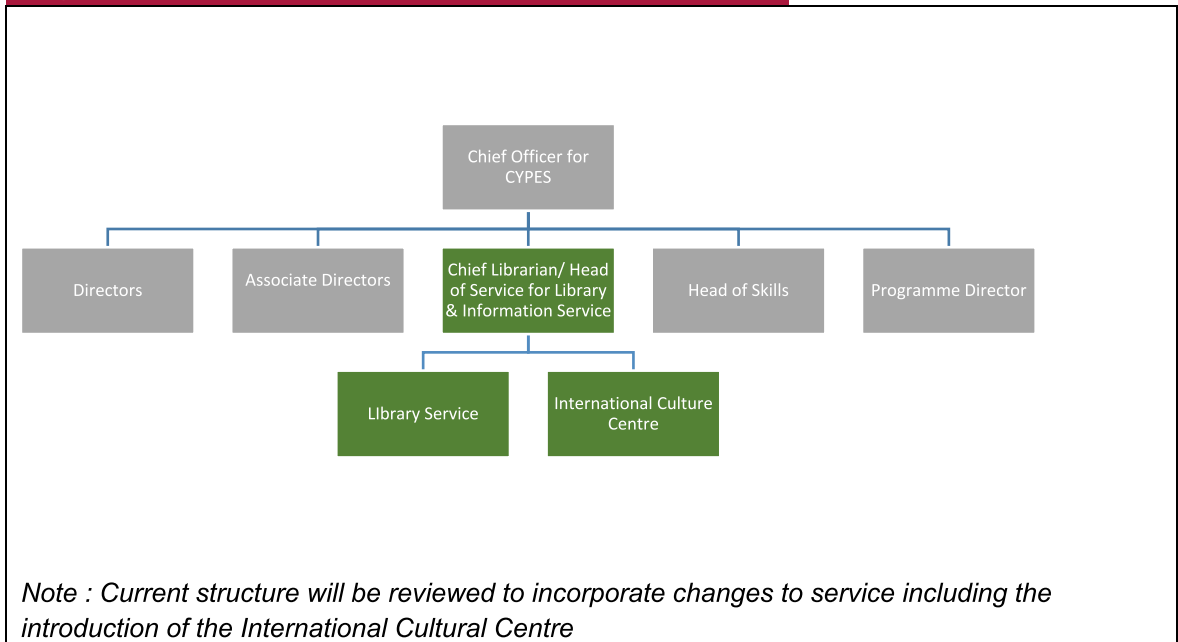 Chief Officer for
CYPES
Directors
Associate Directors
Chief Librarian/ Head
of Service for Library
& Information Service
Head of Skills
Programme Director
LIbrary Service
International Culture
Centre
Note : Current structure will be reviewed to incorporate changes to service including the
introduction of the International Cultural Centre